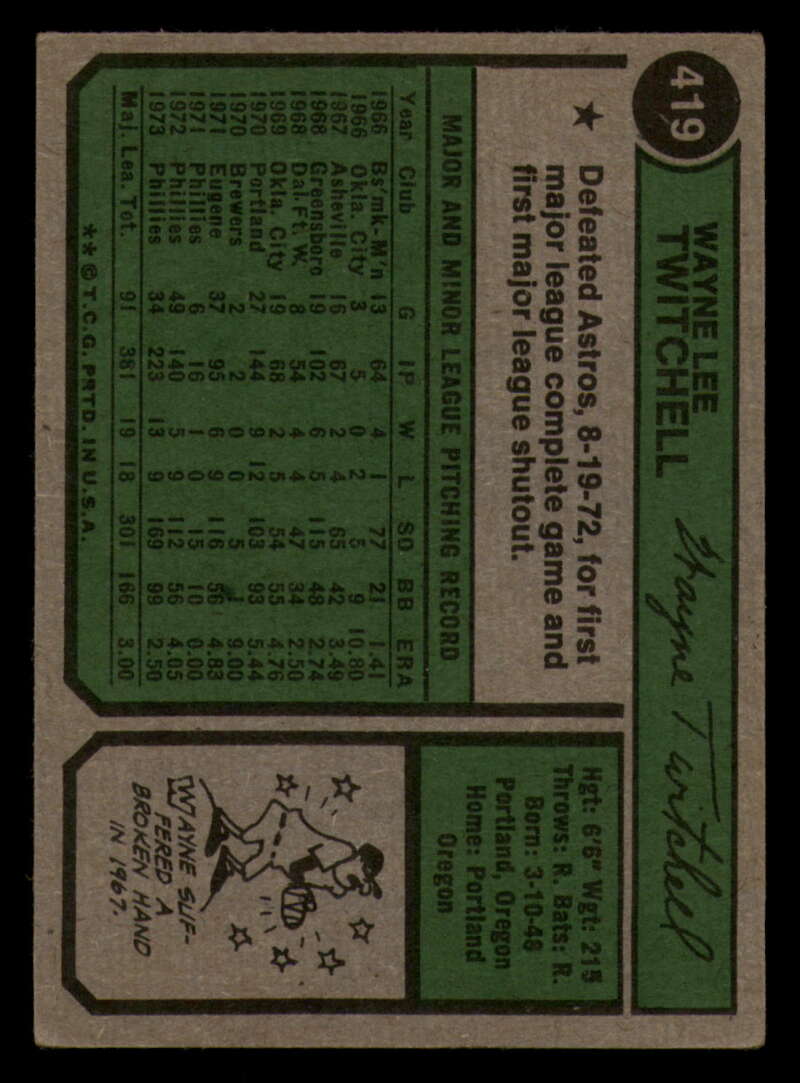 419
WAYNE LEE
TWITCHELL
Wayne Twitchell
★ Defeated Astros, 8-19-72, for first
major league complete game and
first major league shutout.
MAJOR AND MINOR LEAGUE PITCHING RECORD
Year Club G IP W L SO BB ERA
1966 Bs'mk-M'n 13 64 4 1 77 21 1.41
1966 Okla. City 3 5 0 2 5 9 10.80
1967 Asheville 16 67 2 4 65 42 3.49
1968 Greensboro 19 102 6 5 115 48 2.74
1968 Dal.Ft. W. 8 54 4 4 47 34 2.50
1969 Okla. City 19 68 2 5 54 55 4.76
1970 Portland 27 144 9 12 103 93 5.44
1970 Brewers 2 2 0 0 5 1 9.00
1971 Eugene 37 95 6 9 116 56 4.83
1971 Phillies 6 16 1 0 15 10 0.00
1972 Phillies 49 140 5 9 112 56 4.05
1973 Phillies 34 223 13 9 169 99 2.50
Maj. Lea. Tot. 91 381 19 18 301 166 3.00
**©T.C.G. PRTD. IN U.S.A.
Hgt: 6'6" Wgt: 215
Throws: R. Bats: R.
Born: 3-10-48
Portland, Oregon
Home: Portland
Oregon
WAYNE SUF-
FERED A
BROKEN HAND
IN 1967.